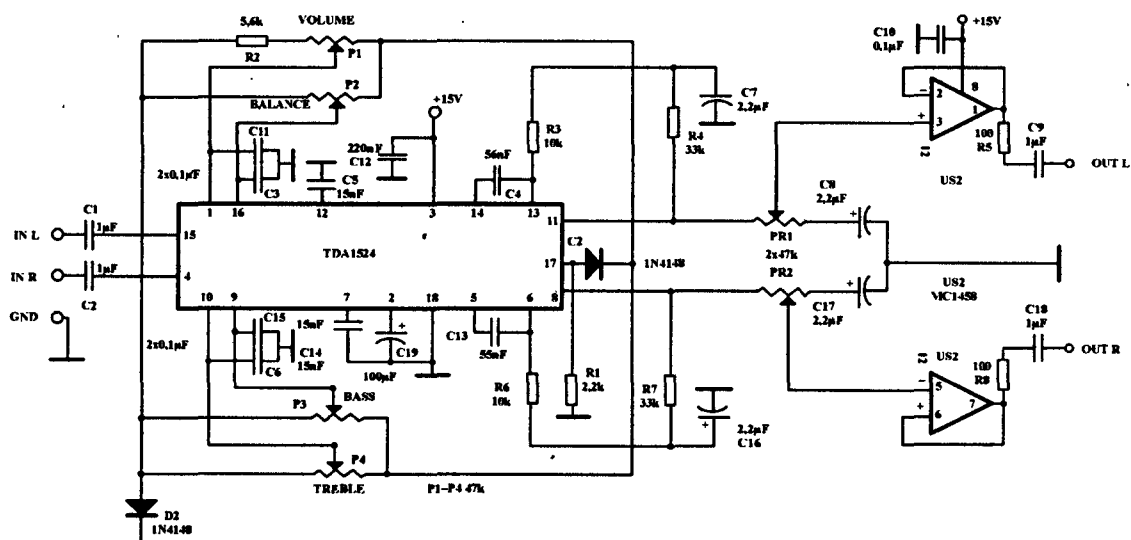 5,6k
VOLUME
R2
P1
P2
BALANCE
+15V
C11
2x0,1µF
C3
C5
15nF
220nF
C12
56nF
C4
R3
10k
R4
33k
C7
2,2µF
C10
0,1µF
+15V
2
8
1
3
100
R5
C9
1µF
OUT L
US2
C8
2,2µF
1
16
12
3
14
13
C1
1µF
IN L
15
TDA1524
11
PR1
2x47k
PR2
C2
17
1N4148
IN R
1µF
4
C2
GND
10
9
7
2
18
5
6
8
US2
MC1458
C17
2,2µF
C15
2x0,1µF
C14
15nF
C6
15nF
C19
100µF
C13
55nF
R6
10k
R1
2,2k
R7
33k
2,2µF
C16
C18
1µF
OUT R
US2
5
6
7
100
R8
P3
BASS
P4
TREBLE
P1-P4 47k
D2
1N4148